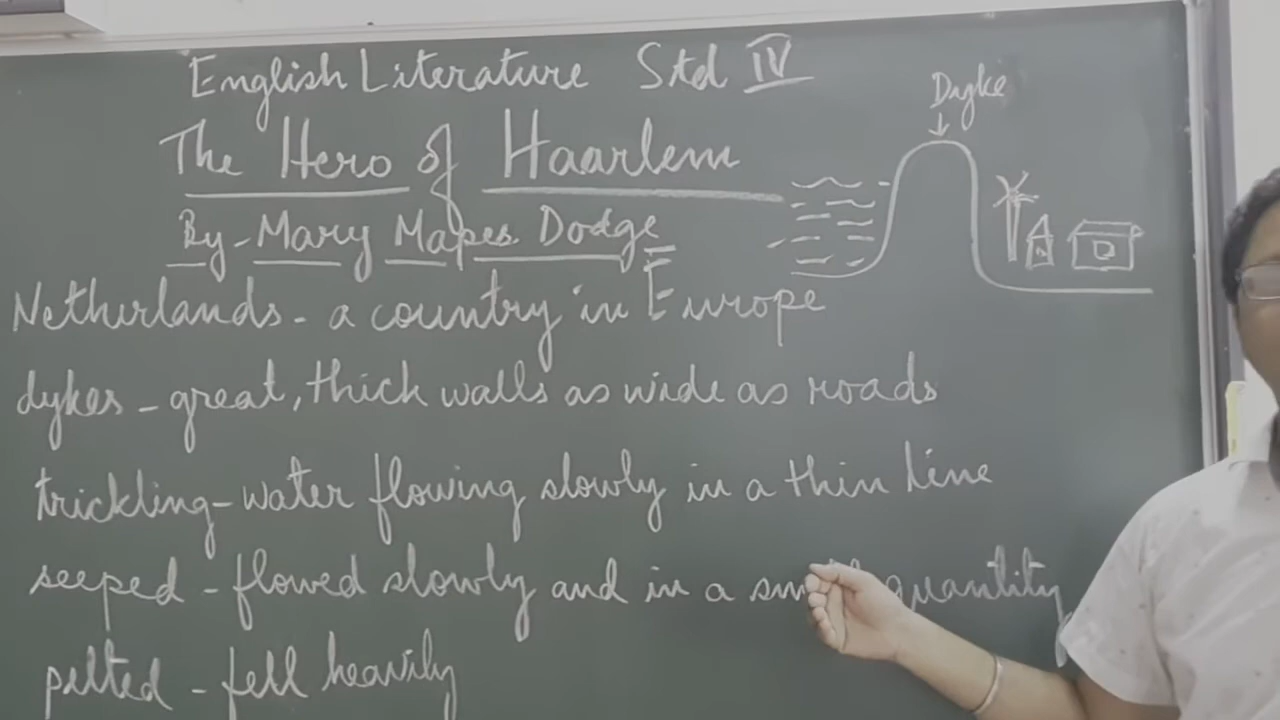 English Literature Std IV
Dyke
The Hero of Haarlem
By - Mary Mapes Dodge
Netherlands - a country in Europe
dykes - great, thick walls as wide as roads
trickling - water flowing slowly in a thin line
seeped - flowed slowly and in a quantity
pelted - fell heavily